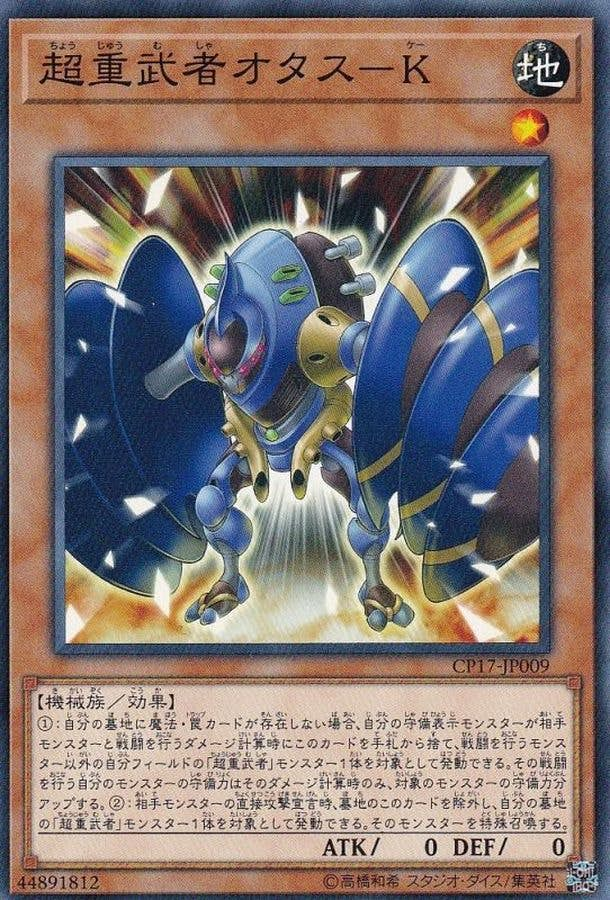 超重武者オタス－K
地
CP17-JP009
【機械族／効果】
①：自分の墓地に魔法・罠カードが存在しない場合、自分の守備表示モンスターが相手
モンスターと戦闘を行うダメージ計算時にこのカードを手札から捨て、戦闘を行うモンス
ター以外の自分フィールドの「超重武者」モンスター１体を対象として発動できる。その戦闘
を行う自分のモンスターの守備力はそのダメージ計算時のみ、対象のモンスターの守備力分
アップする。②：相手モンスターの直接攻撃宣言時、墓地のこのカードを除外し、自分の墓地
の「超重武者」モンスター１体を対象として発動できる。そのモンスターを特殊召喚する。
ATK/ 0 DEF/ 0
44891812
©高橋和希 スタジオ・ダイス/集英社